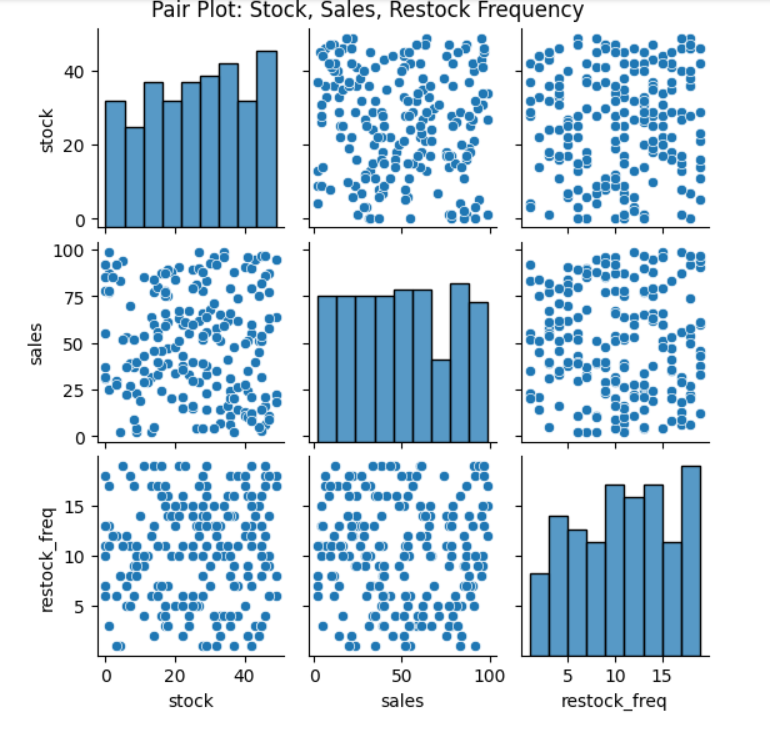 Pair Plot: Stock, Sales, Restock Frequency
stock
40
20
0
sales
100
75
50
25
0
restock_freq
15
10
5
0 20 40
0 50 100
5 10 15
stock
sales
restock_freq